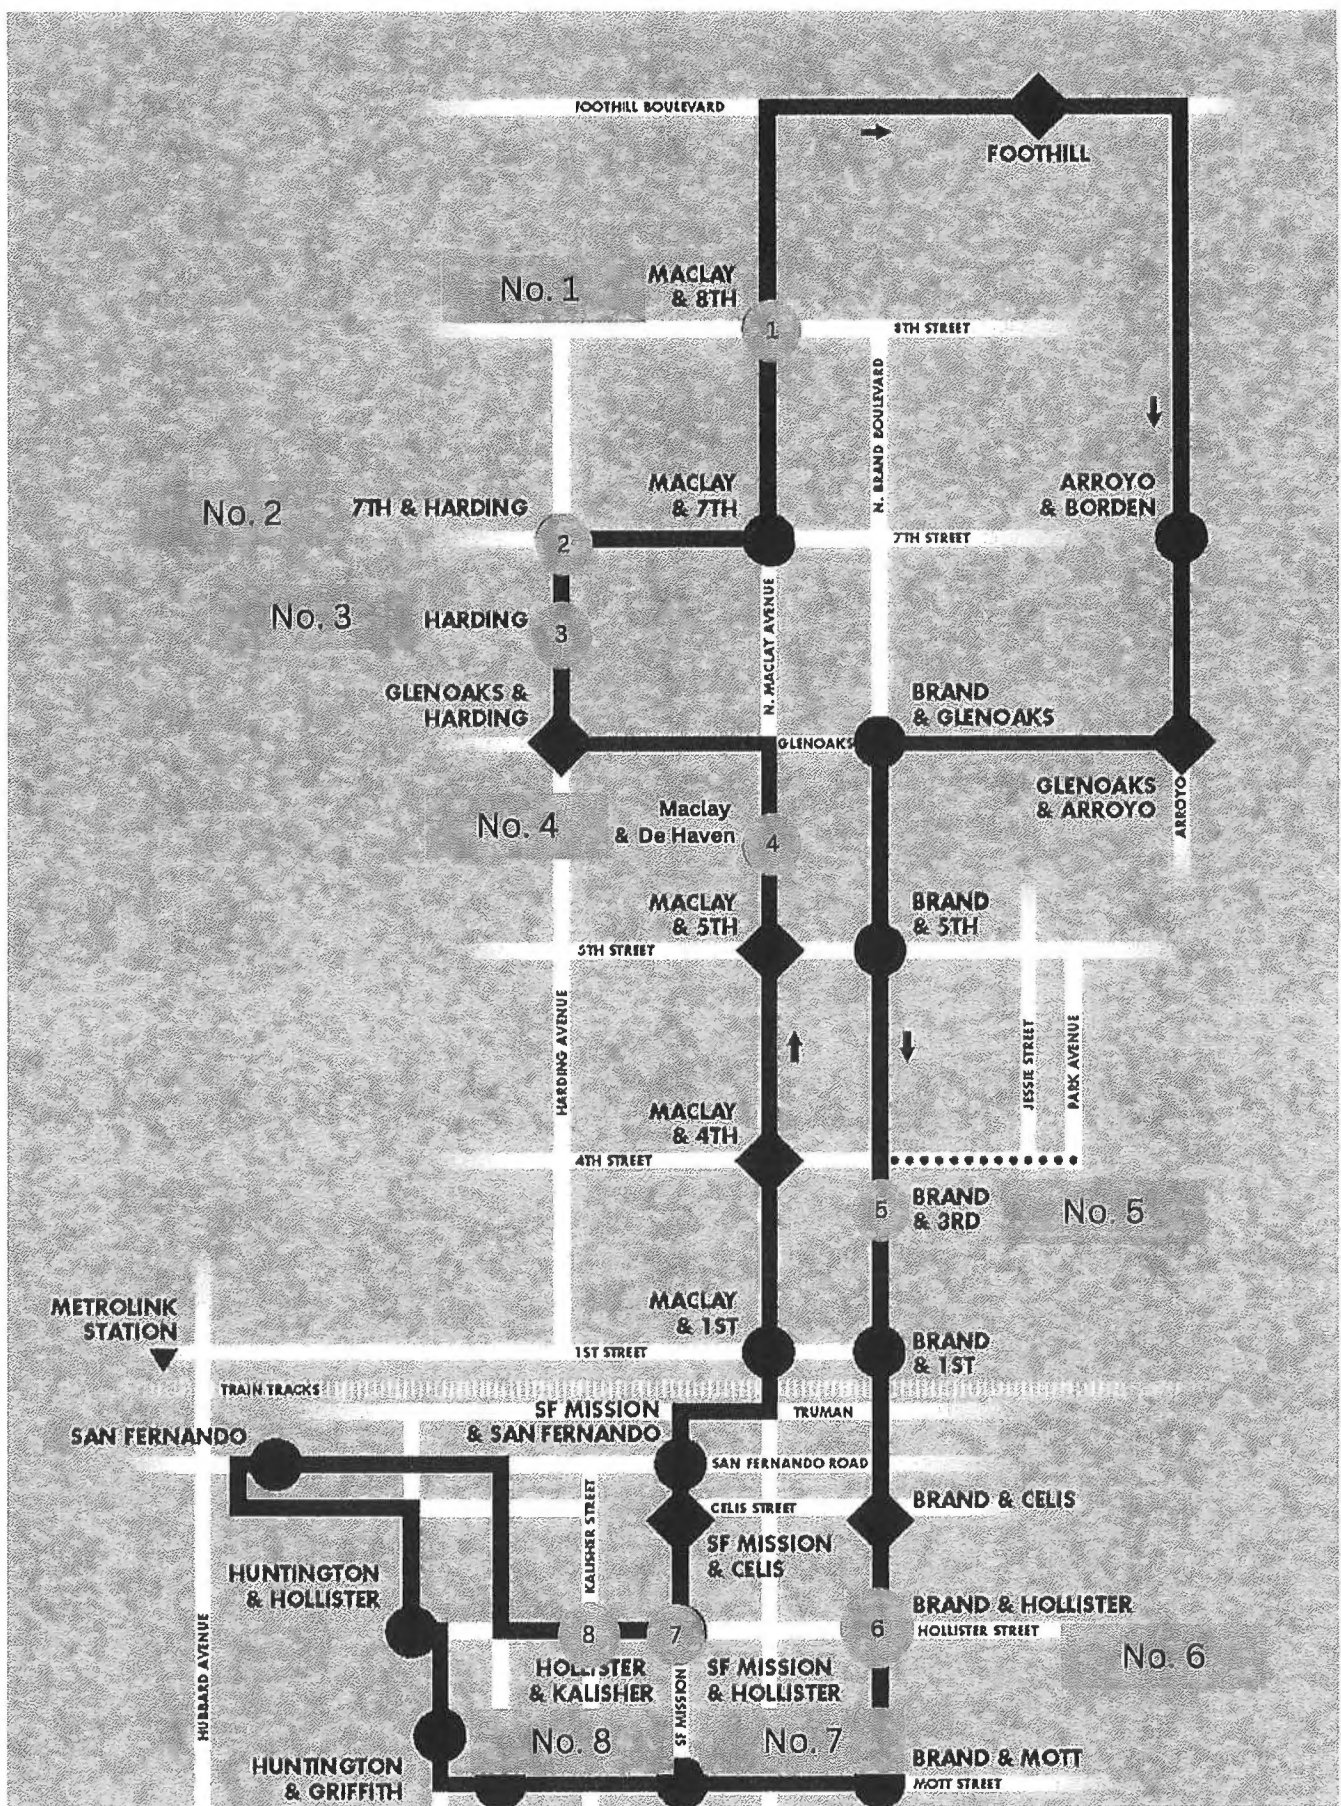 FOOTHILL BOULEVARD
FOOTHILL
No. 1
MACLAY
& 8TH
1
8TH STREET
N. BRAND BOULEVARD
No. 2
7TH & HARDING
2
MACLAY
& 7TH
7TH STREET
ARROYO
& BORDEN
No. 3
HARDING
3
N. MACLAY AVENUE
GLENOAKS &
HARDING
GLENOAKS
BRAND
& GLENOAKS
GLENOAKS
& ARROYO
ARROYO
No. 4
Maclay
& De Haven
4
MACLAY
& 5TH
5TH STREET
BRAND
& 5TH
HARDING AVENUE
JESSIE STREET
PARK AVENUE
MACLAY
& 4TH
4TH STREET
5
BRAND
& 3RD
No. 5
METROLINK
STATION
MACLAY
& 1ST
1ST STREET
BRAND
& 1ST
TRAIN TRACKS
SF MISSION
& SAN FERNANDO
TRUMAN
SAN FERNANDO
SAN FERNANDO ROAD
KALISHER STREET
CELIS STREET
BRAND & CELIS
SF MISSION
& CELIS
HUNTINGTON
& HOLLISTER
8
7
6
BRAND & HOLLISTER
HOLLISTER STREET
No. 6
HUBBARD AVENUE
HOLLISTER
& KALISHER
SF MISSION
SF MISSION
& HOLLISTER
No. 8
No. 7
HUNTINGTON
& GRIFFITH
BRAND & MOTT
MOTT STREET